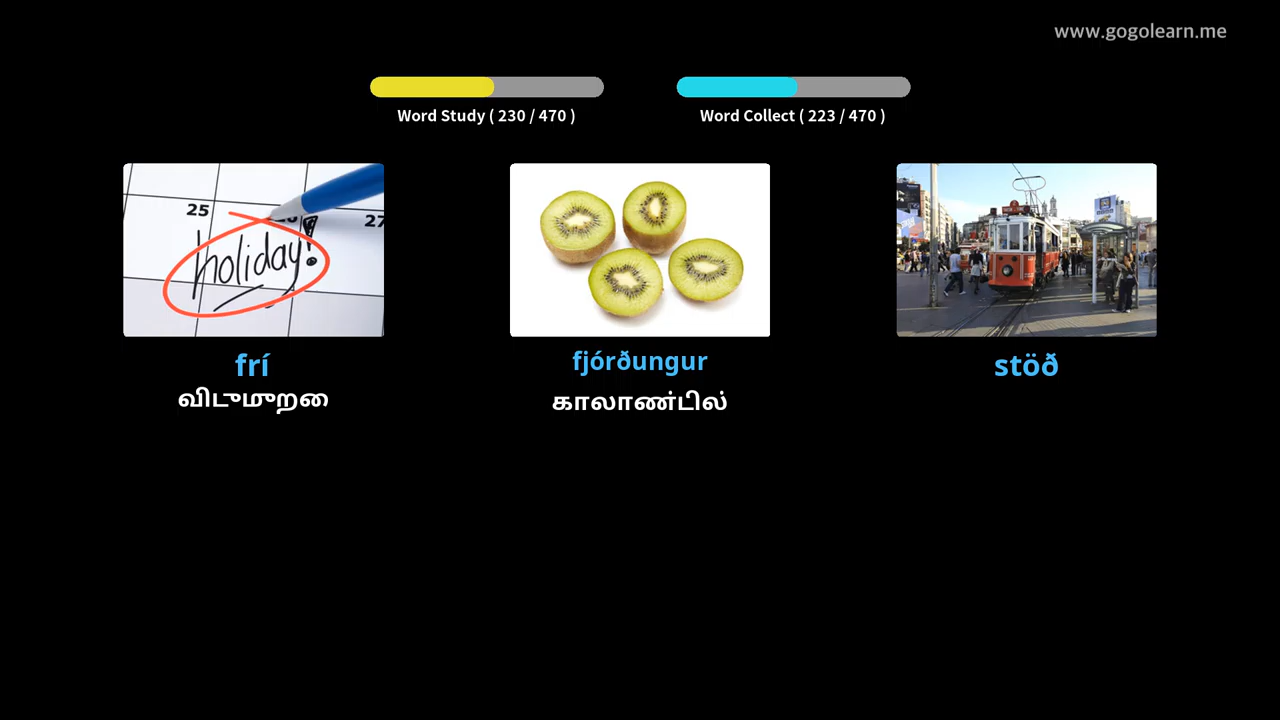 www.gogolearn.me
Word Study ( 230 / 470 )
Word Collect ( 223 / 470 )
25
27
holiday!
frí
fjórðungur
stöð
விடுமுறை
காலாண்டில்